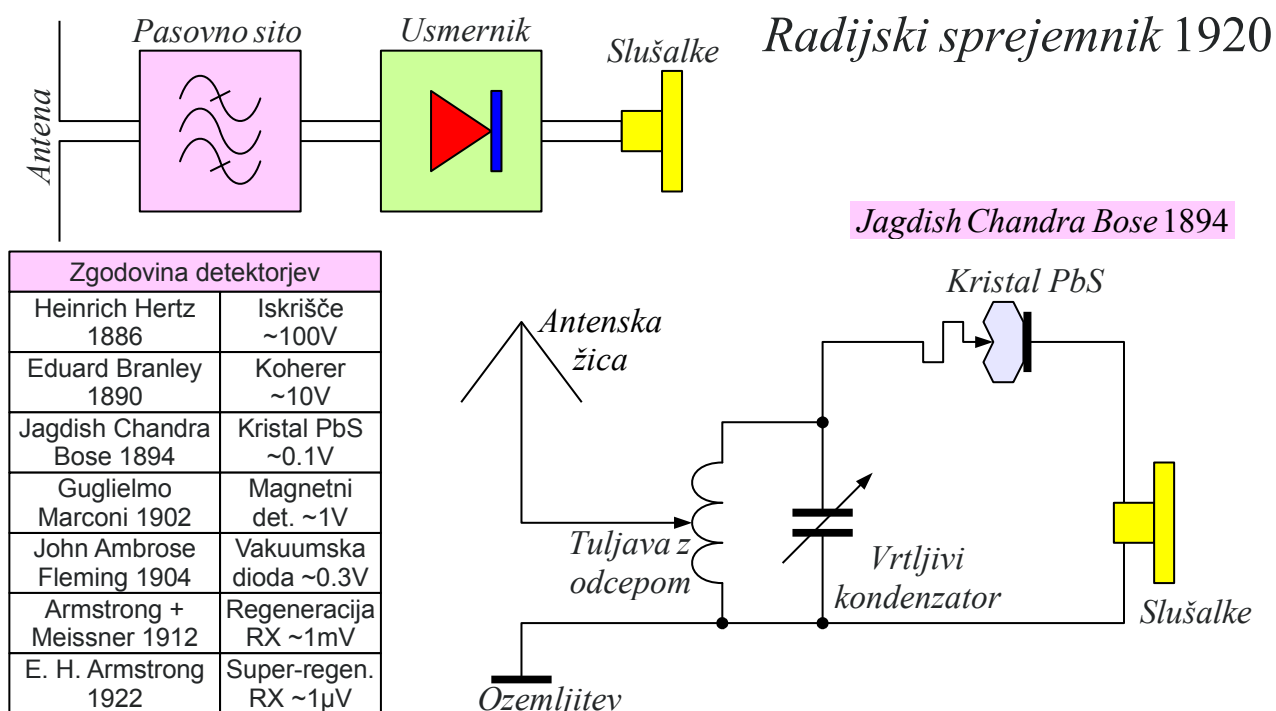 Radijski sprejemnik 1920
Pasovno sito
Usmernik
Slušalke
Antena
Jagdish Chandra Bose 1894
Zgodovina detektorjev
Heinrich Hertz
1886
Iskrišče
~100V
Eduard Branley
1890
Koherer
~10V
Jagdish Chandra
Bose 1894
Kristal PbS
~0.1V
Guglielmo
Marconi 1902
Magnetni
det. ~1V
John Ambrose
Fleming 1904
Vakuumska
dioda ~0.3V
Armstrong +
Meissner 1912
Regeneracija
RX ~1mV
E. H. Armstrong
1922
Super-regen.
RX ~1µV
Kristal PbS
Antenska
žica
Tuljava z
odcepom
Vrtljivi
kondenzator
Slušalke
Ozemljitev